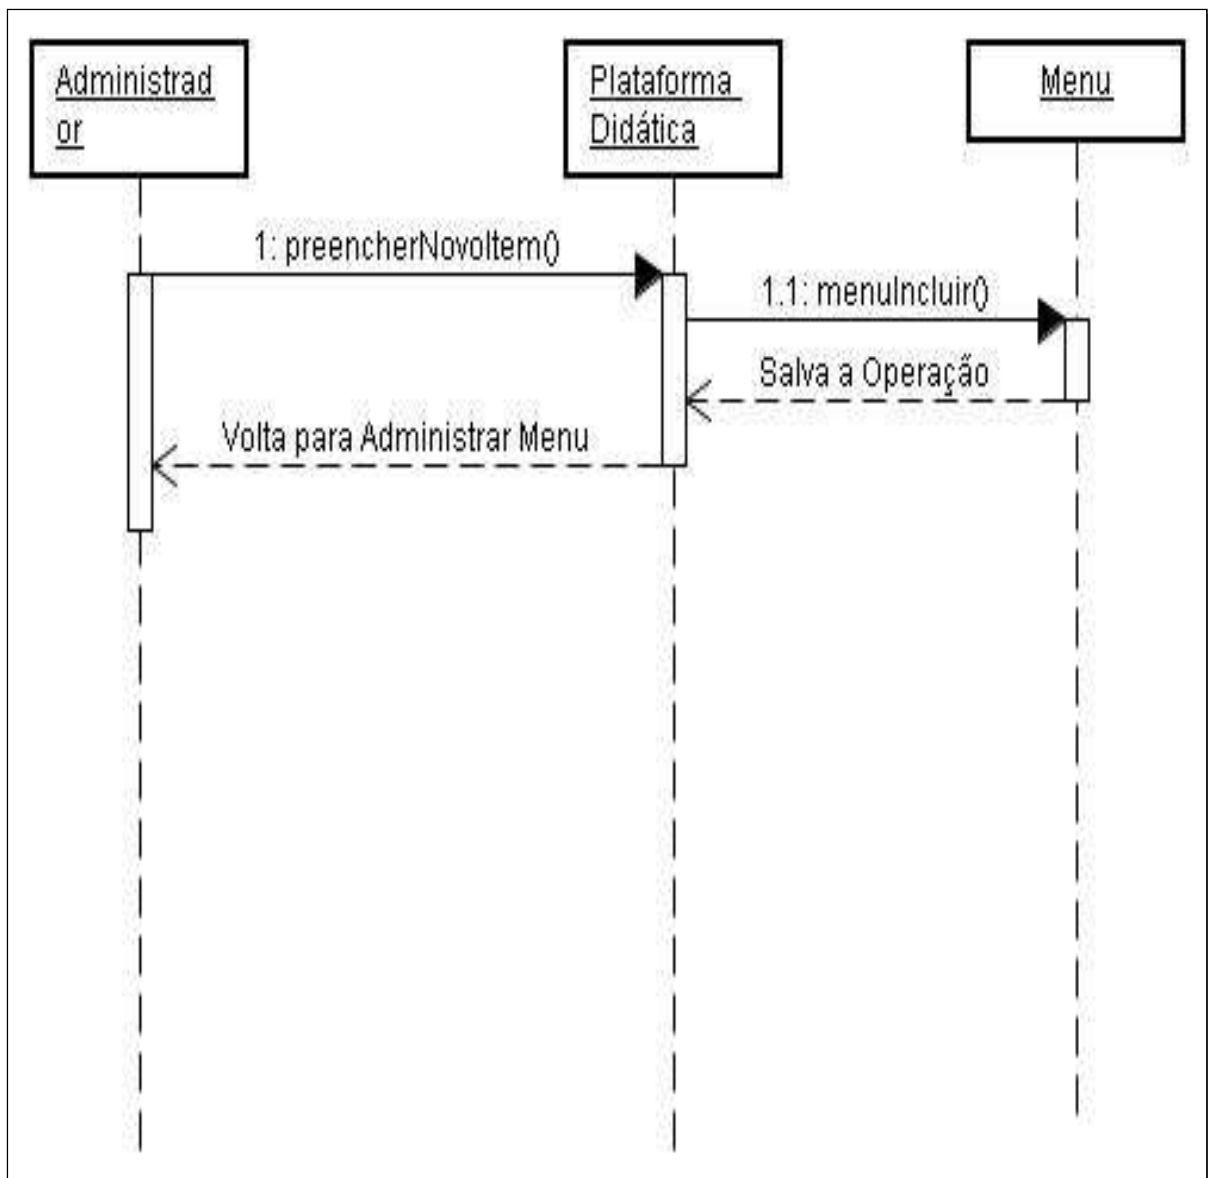 Administrad
or
Plataforma
Didática
Menu
1: preencherNovoItem()
1.1: menuIncluir()
Salva a Operação
Volta para Administrar Menu